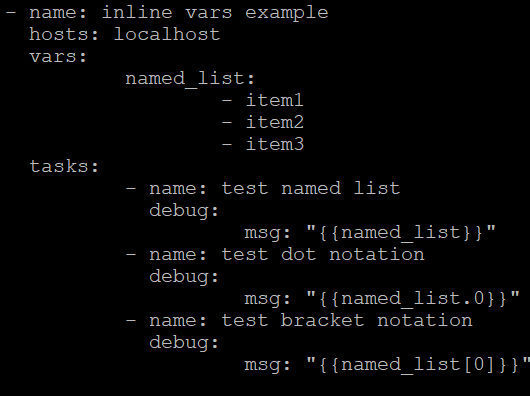 - name: inline vars example
  hosts: localhost
  vars:
          named_list:
                  - item1
                  - item2
                  - item3
  tasks:
          - name: test named list
            debug:
                    msg: "{{named_list}}"
          - name: test dot notation
            debug:
                    msg: "{{named_list.0}}"
          - name: test bracket notation
            debug:
                    msg: "{{named_list[0]}}"